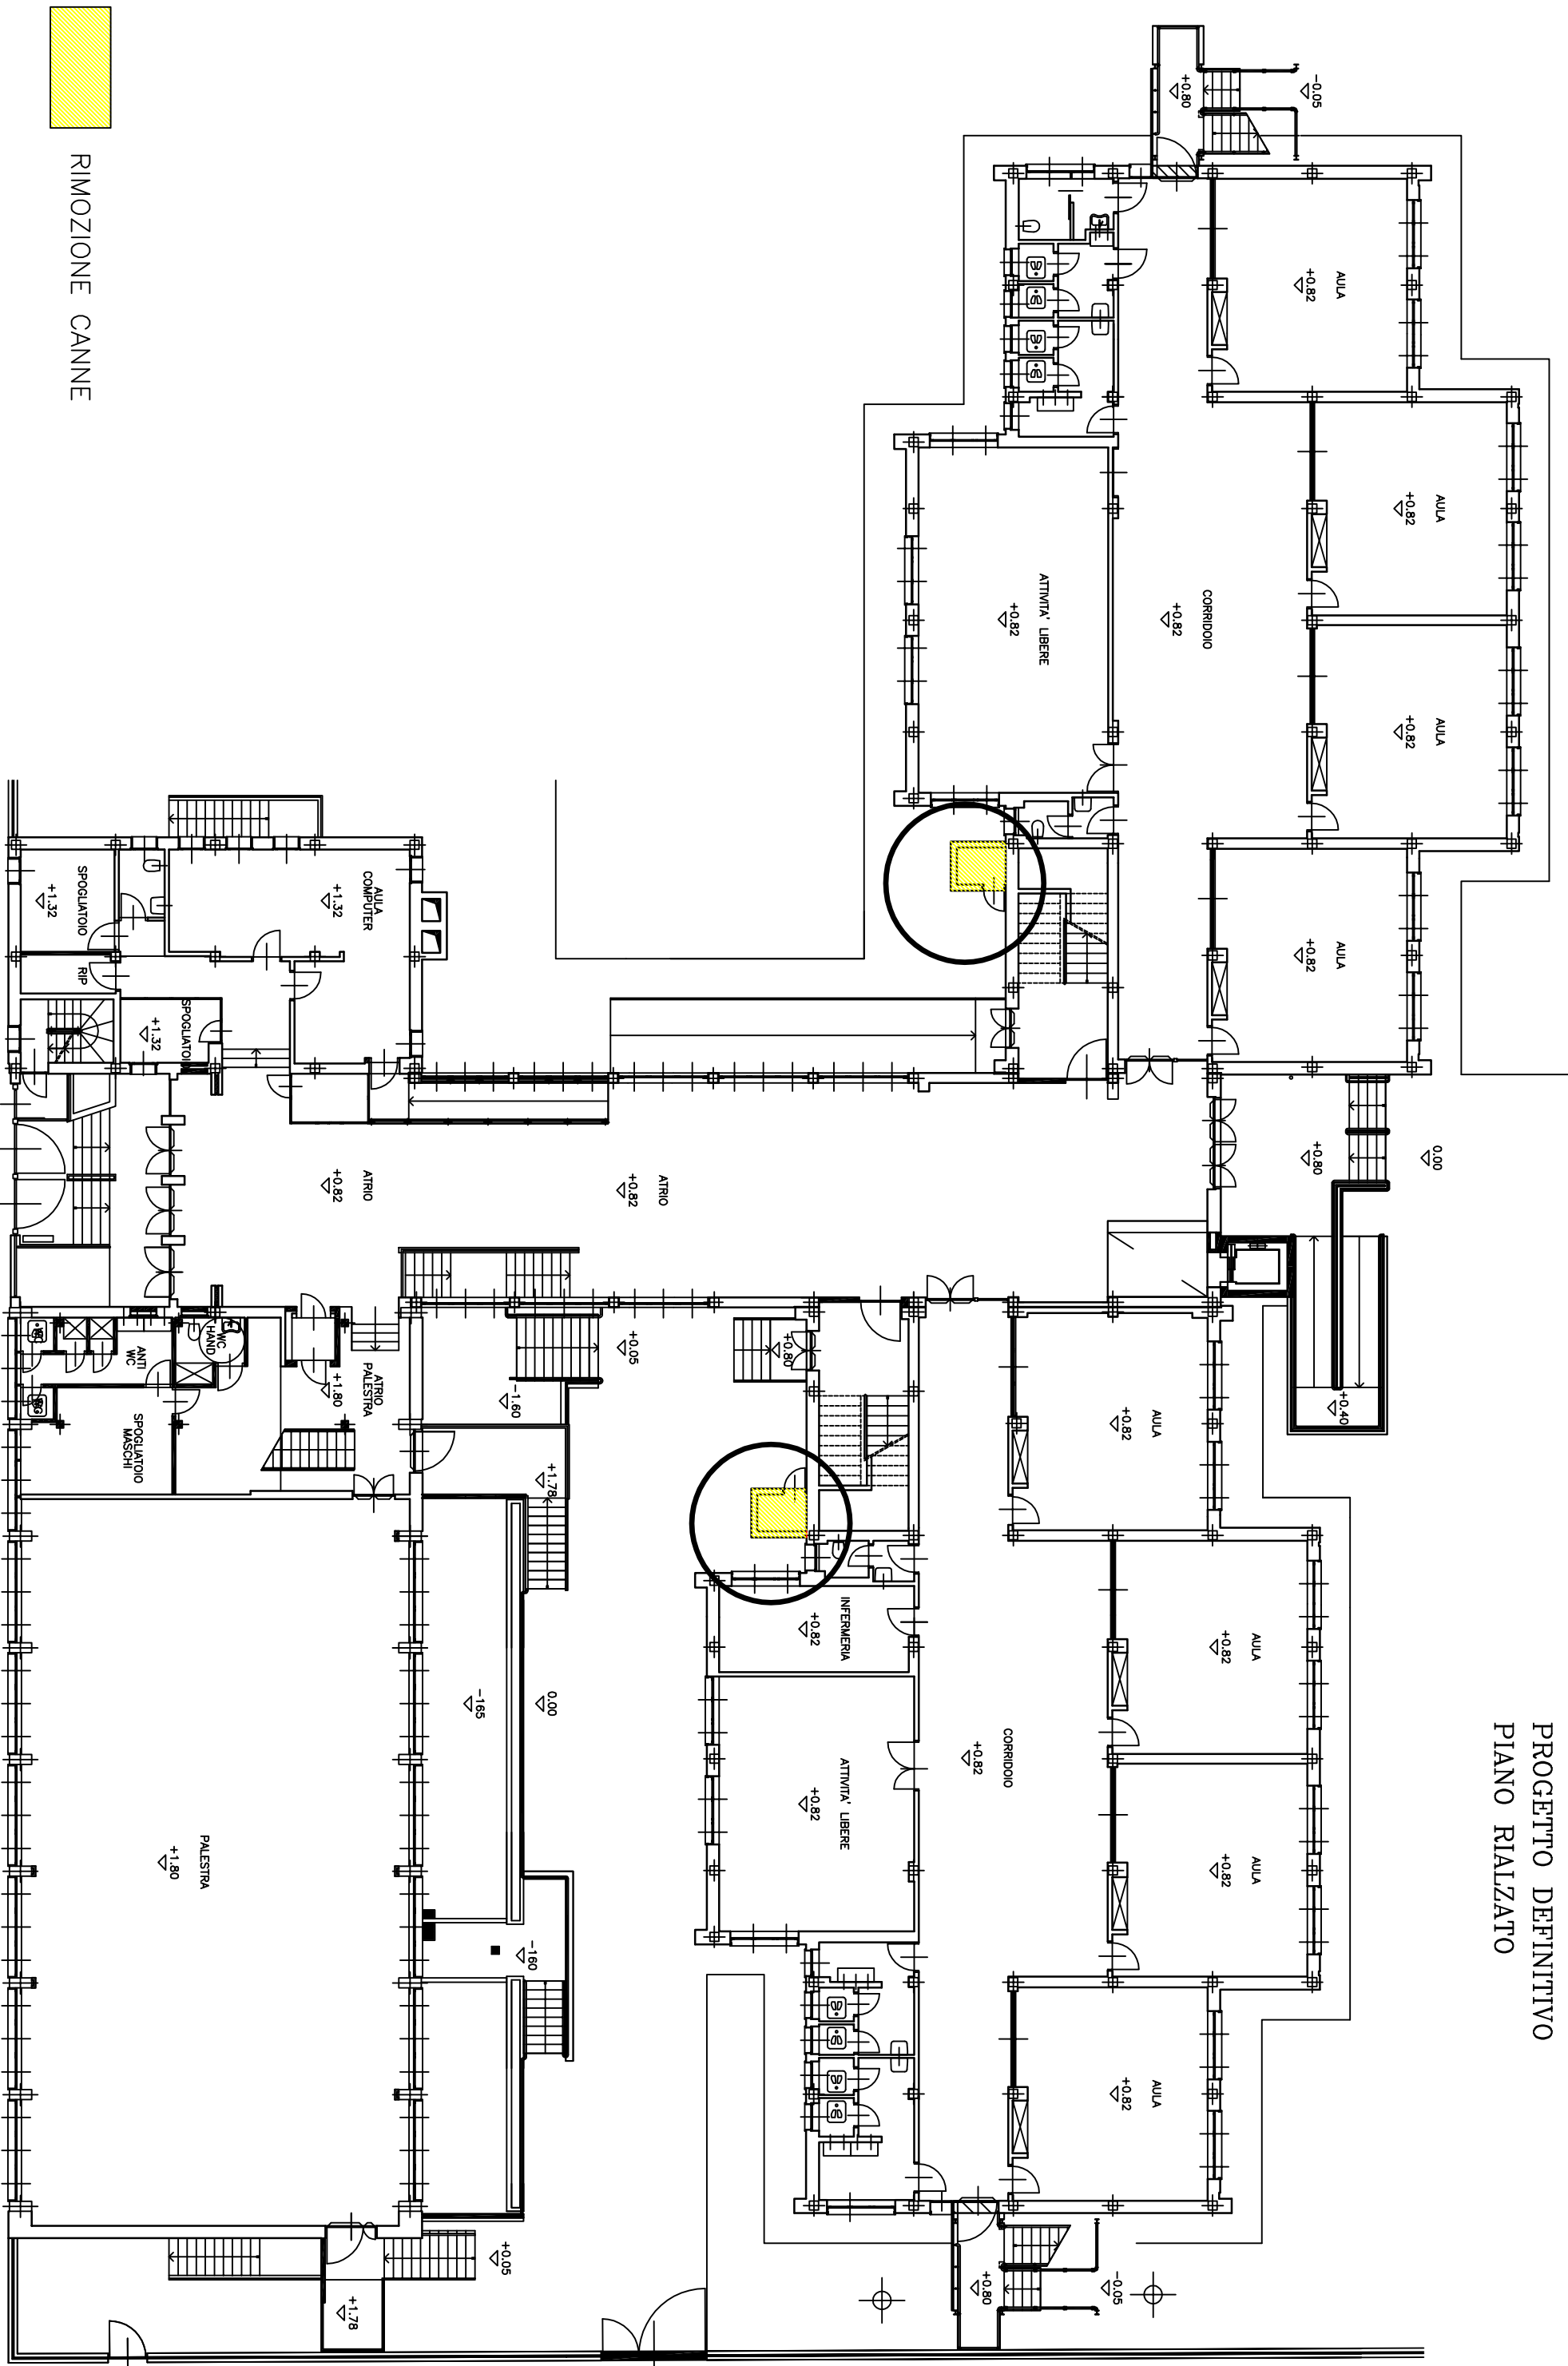 PROGETTO DEFINITIVO
PIANO RIALZATO
-0.05
+0.80
AULA
+0.82
AULA
+0.82
AULA
+0.82
AULA
+0.82
CORRIDOIO
+0.82
ATTIVITA' LIBERE
+0.82
0.00
+0.80
+0.40
AULA
+0.82
AULA
+0.82
AULA
+0.82
AULA
+0.82
CORRIDOIO
+0.82
INFERMERIA
+0.82
ATTIVITA' LIBERE
+0.82
-0.05
+0.80
+0.80
+0.05
-1.60
+1.78
0.00
-165
-160
ATRIO
+0.82
ATRIO
+0.82
AULA
COMPUTER
+1.32
SPOGLIATOIO
+1.32
RIP
SPOGLIATOIO
+1.32
ATRIO
PALESTRA
+1.80
WC
HAND
ANTI
WC
WC
SPOGLIATOIO
MASCHI
PALESTRA
+1.80
+0.05
+1.78
RIMOZIONE CANNE